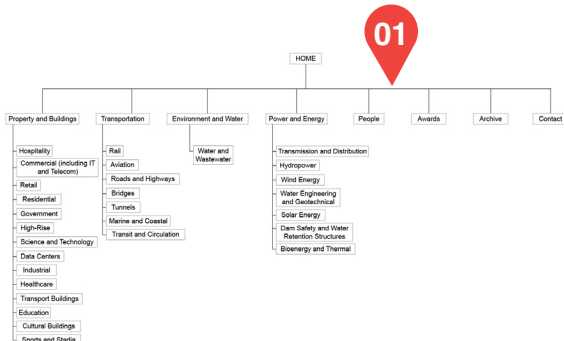 01
HOME
Property and Buildings
Transportation
Environment and Water
Power and Energy
People
Awards
Archive
Contact
Hospitality
Commercial (including IT
and Telecom)
Retail
Residential
Government
High-Rise
Science and Technology
Data Centers
Industrial
Healthcare
Transport Buildings
Education
Cultural Buildings
Sports and Stadia
Rail
Aviation
Roads and Highways
Bridges
Tunnels
Marine and Coastal
Transit and Circulation
Water and
Wastewater
Transmission and Distribution
Hydropower
Wind Energy
Water Engineering
and Geotechnical
Solar Energy
Dam Safety and Water
Retention Structures
Bioenergy and Thermal